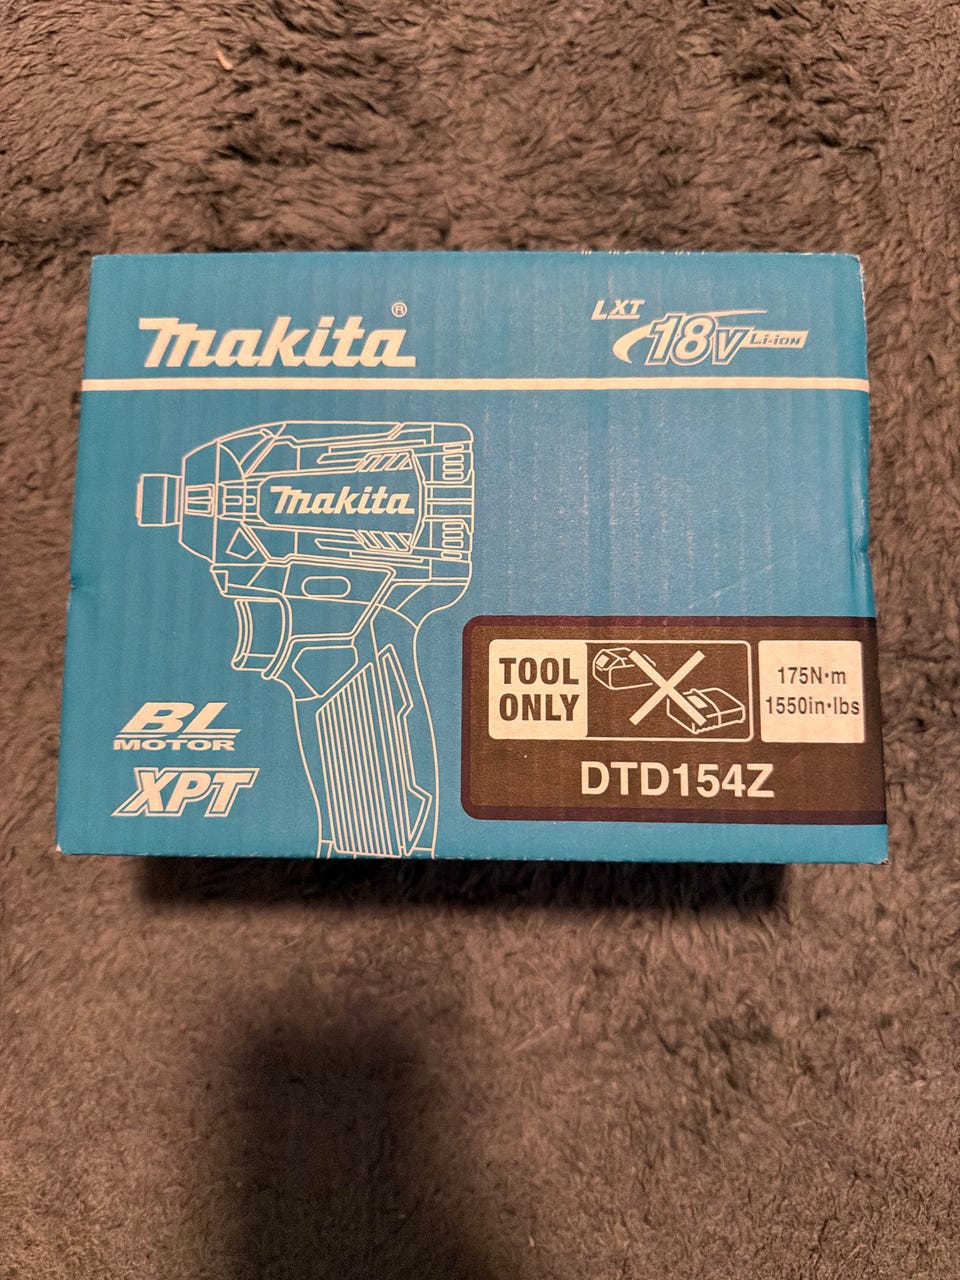 makita®
LXT
18V Li-ion
makita
TOOL
ONLY
175N·m
1550in·lbs
DTD154Z
BL
MOTOR
XPT